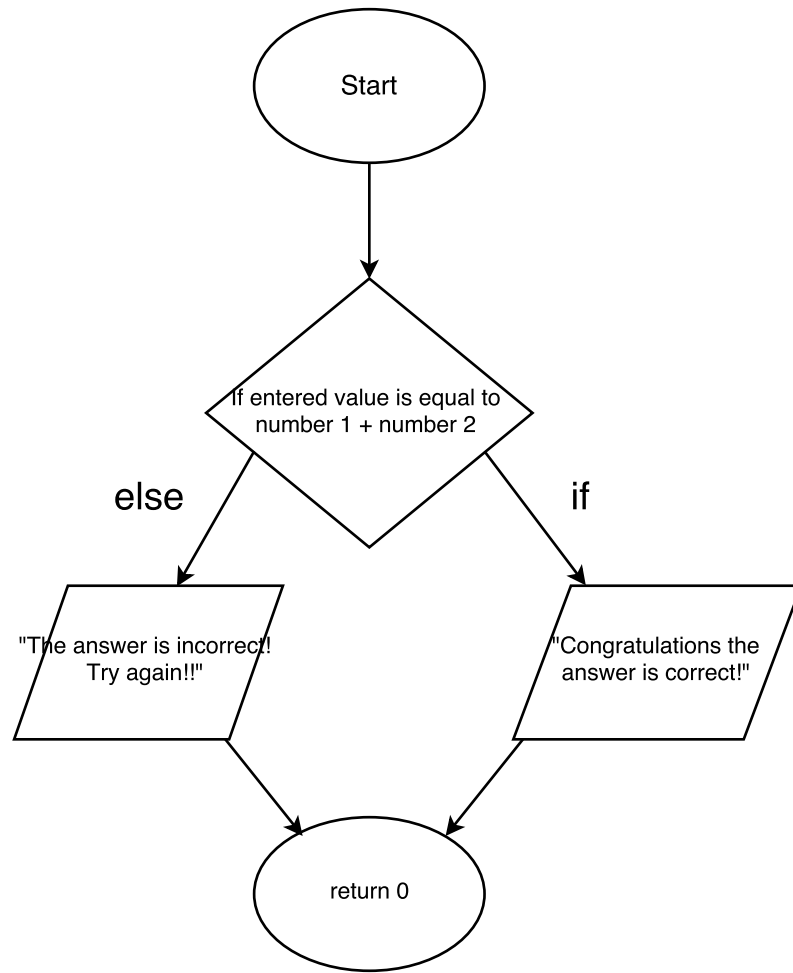 Start
If entered value is equal to
number 1 + number 2
else
if
"The answer is incorrect!
Try again!!"
"Congratulations the
answer is correct!"
return 0